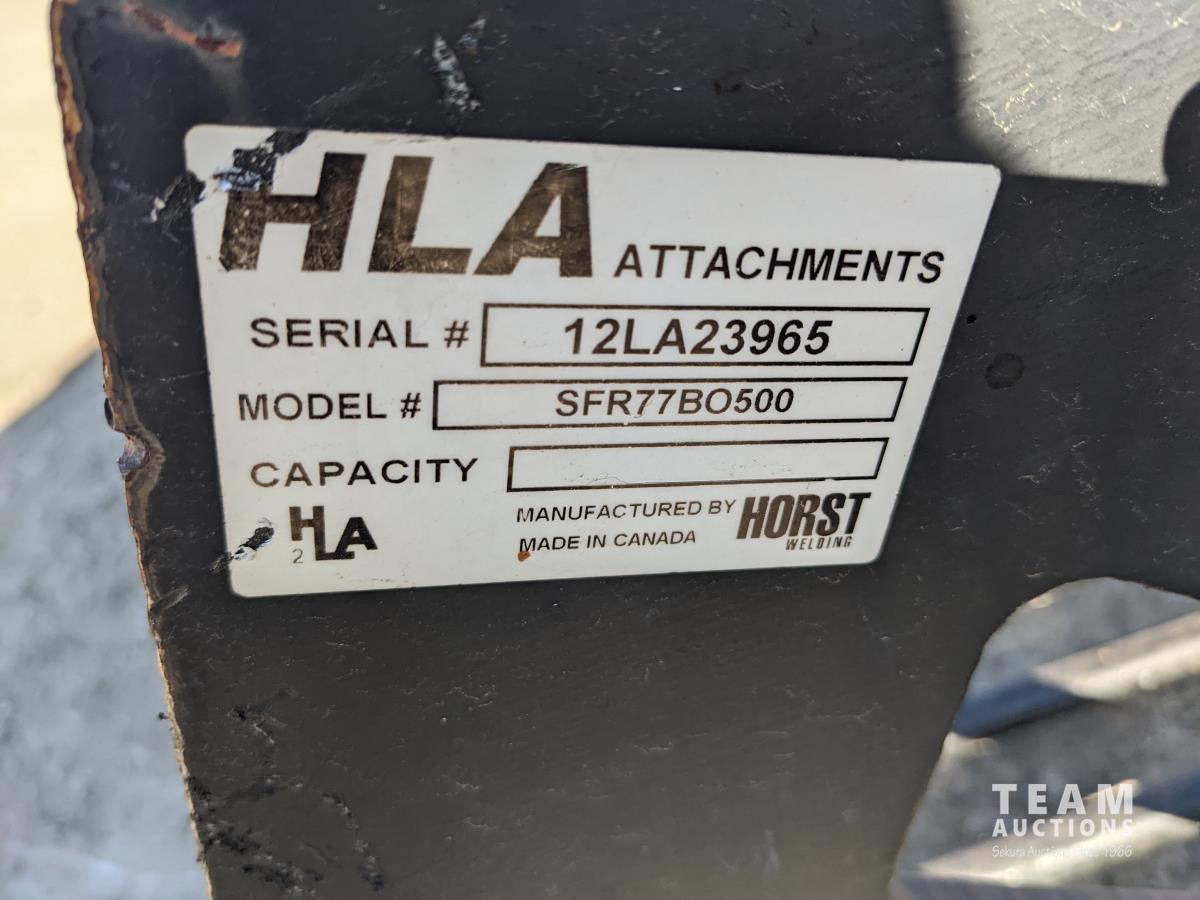 HLA ATTACHMENTS
SERIAL # 12LA23965
MODEL # SFR77BO500
CAPACITY
HLA
2
MANUFACTURED BY HORST
WELDING
MADE IN CANADA
TEAM
AUCTIONS
Sekura Auctions Since 1966